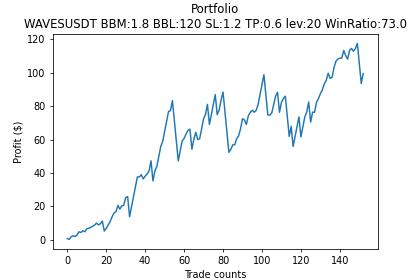 Portfolio
WAVESUSDT BBM:1.8 BBL:120 SL:1.2 TP:0.6 lev:20 WinRatio:73.0
120
100
80
60
40
20
0
Profit ($)
0 20 40 60 80 100 120 140
Trade counts